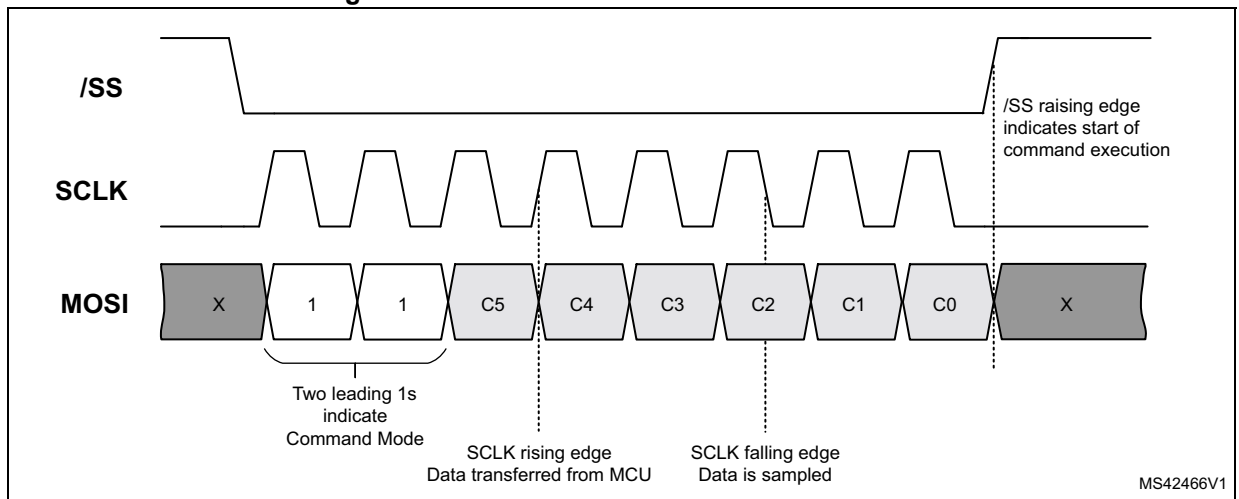 /SS
/SS raising edge
indicates start of
command execution
SCLK
MOSI
X 1 1 C5 C4 C3 C2 C1 C0 X
Two leading 1s
indicate
Command Mode
SCLK rising edge
Data transferred from MCU
SCLK falling edge
Data is sampled
MS42466V1